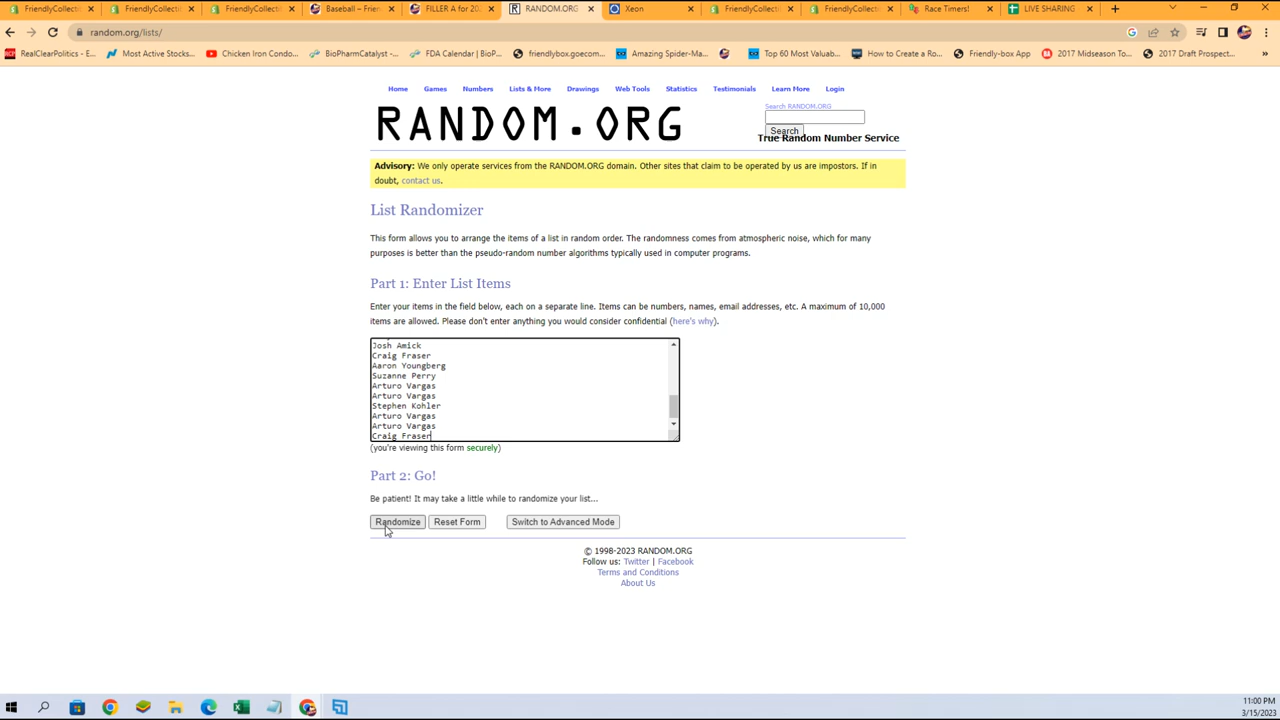 FriendlyCollecti
FriendlyCollecti
FriendlyCollecti
Baseball – Frien
FILLER A for 202
RANDOM.ORG
Xeon
FriendlyCollecti
FriendlyCollecti
Race Timers!
LIVE SHARING
random.org/lists/
RealClearPolitics - E...
Most Active Stocks...
Chicken Iron Condo...
BioPharmCatalyst -...
FDA Calendar | BioP...
friendlybox.goecom...
Amazing Spider-Ma...
Top 60 Most Valuab...
How to Create a Ro...
Friendly-box App
2017 Midseason To...
2017 Draft Prospect...
Home Games Numbers Lists & More Drawings Web Tools Statistics Testimonials Learn More Login
RANDOM.ORG
Search RANDOM.ORG
Search
True Random Number Service
Advisory: We only operate services from the RANDOM.ORG domain. Other sites that claim to be operated by us are impostors. If in
doubt, contact us.
List Randomizer
This form allows you to arrange the items of a list in random order. The randomness comes from atmospheric noise, which for many
purposes is better than the pseudo-random number algorithms typically used in computer programs.
Part 1: Enter List Items
Enter your items in the field below, each on a separate line. Items can be numbers, names, email addresses, etc. A maximum of 10,000
items are allowed. Please don't enter anything you would consider confidential (here's why).
Josh Amick
Craig Fraser
Aaron Youngberg
Suzanne Perry
Arturo Vargas
Arturo Vargas
Stephen Kohler
Arturo Vargas
Arturo Vargas
Craig Fraser
(you're viewing this form securely)
Part 2: Go!
Be patient! It may take a little while to randomize your list...
Randomize Reset Form Switch to Advanced Mode
© 1998-2023 RANDOM.ORG
Follow us: Twitter | Facebook
Terms and Conditions
About Us
11:00 PM
3/15/2023